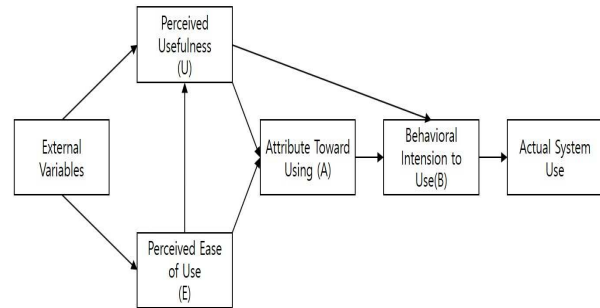 Perceived
Usefulness
(U)
External
Variables
Attribute Toward
Using (A)
Behavioral
Intension to
Use(B)
Actual System
Use
Perceived Ease
of Use
(E)